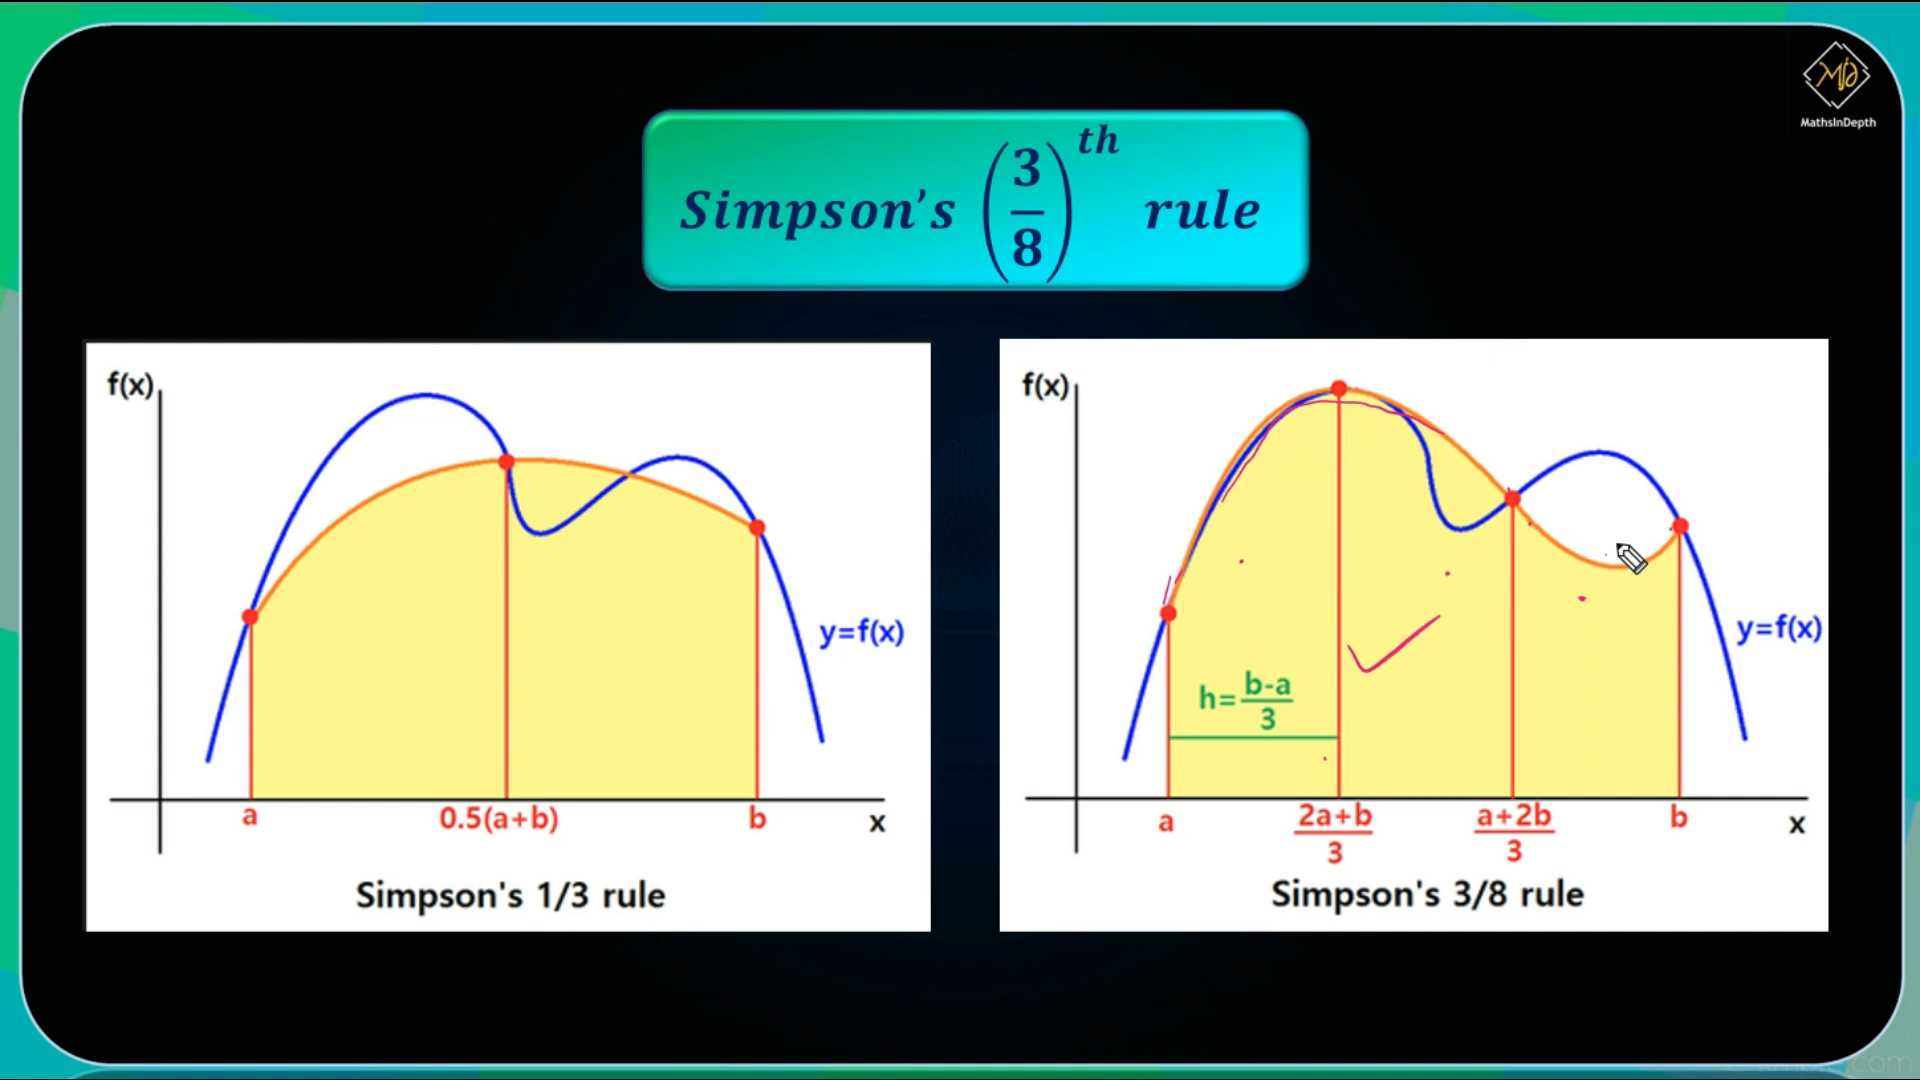 MathsInDepth
Simpson's (3/8)^th rule
f(x)
y=f(x)
a 0.5(a+b) b x
Simpson's 1/3 rule
f(x)
y=f(x)
h= b-a/3
a 2a+b/3 a+2b/3 b x
Simpson's 3/8 rule